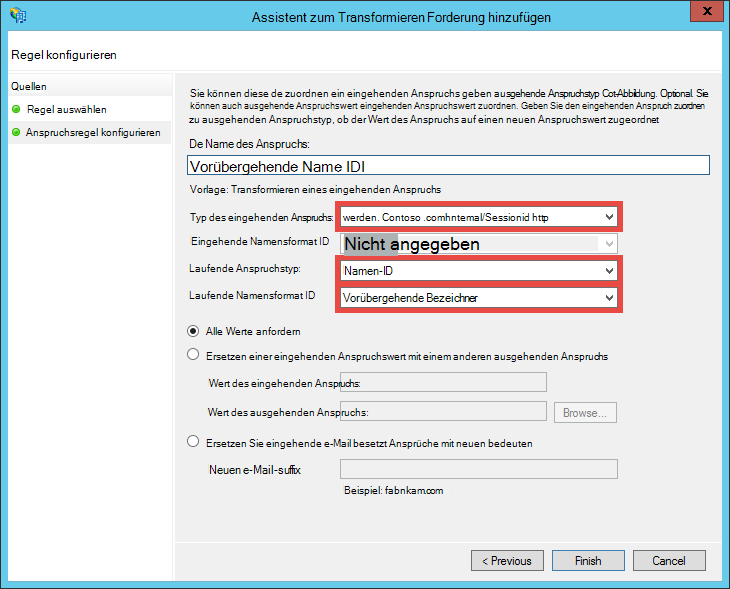 Assistent zum Transformieren Forderung hinzufügen
X
Regel konfigurieren
Quellen
Regel auswählen
Anspruchsregel konfigurieren
Sie können diese de zuordnen ein eingehenden Anspruchs geben ausgehende Anspruchstyp Cot-Abbildung. Optional. Sie
können auch ausgehende Anspruchswert eingehenden Anspruchswert zuordnen. Geben Sie den eingehenden Anspruch zuordnen
zu ausgehenden Anspruchstyp, ob der Wert des Anspruchs auf einen neuen Anspruchswert zugeordnet
De Name des Anspruchs:
Vorübergehende Name IDI
Vorlage: Transformieren eines eingehenden Anspruchs
Typ des eingehenden Anspruchs: werden. Contoso .comhntemal/Sessionid http
Eingehende Namensformat ID Nicht angegeben
Laufende Anspruchstyp: Namen-ID
Laufende Namensformat ID Vorübergehende Bezeichner
Alle Werte anfordern
Ersetzen einer eingehenden Anspruchswert mit einem anderen ausgehenden Anspruchs
Wert des eingehenden Anspruchs:
Wert des ausgehenden Anspruchs: Browse...
Ersetzen Sie eingehende e-Mail besetzt Ansprüche mit neuen bedeuten
Neuen e-Mail-suffix
Beispiel: fabnkam.com
< Previous Finish Cancel